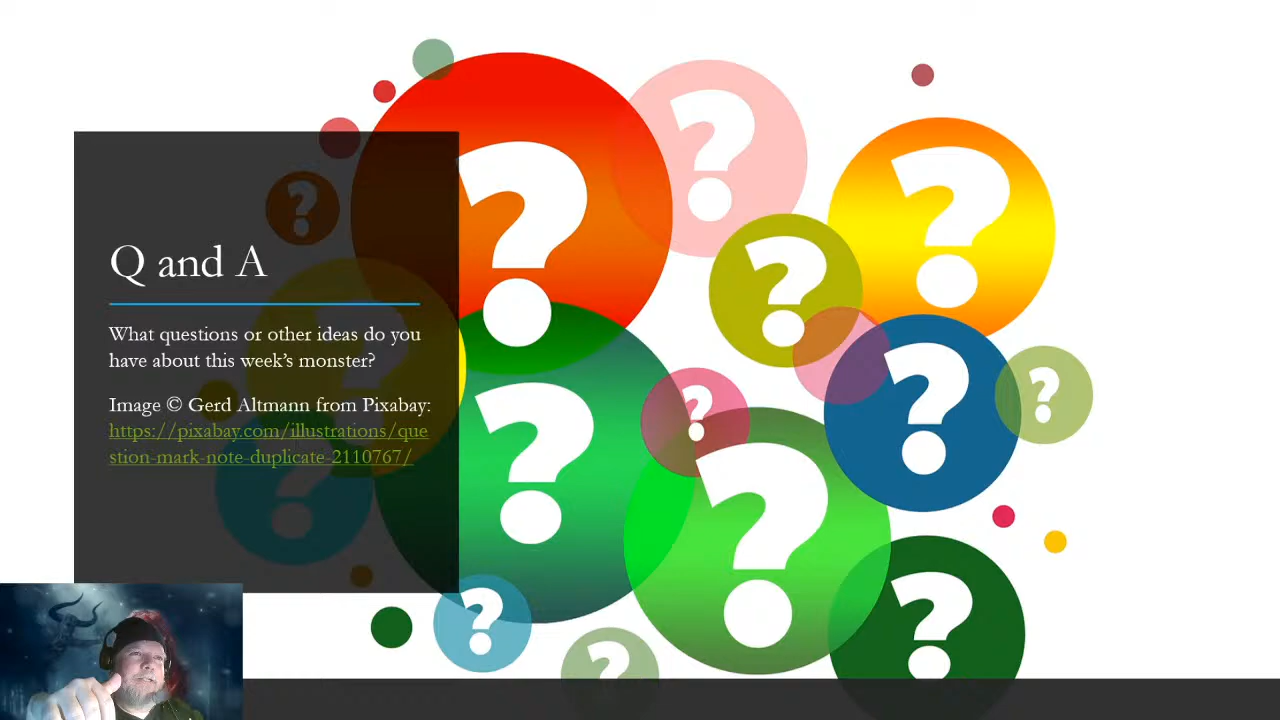 Q and A
What questions or other ideas do you
have about this week's monster?
Image © Gerd Altmann from Pixabay:
https://pixabay.com/illustrations/que
stion-mark-note-duplicate-2110767/
?
?
?
?
?
?
?
?
?
?
?
?
?
?